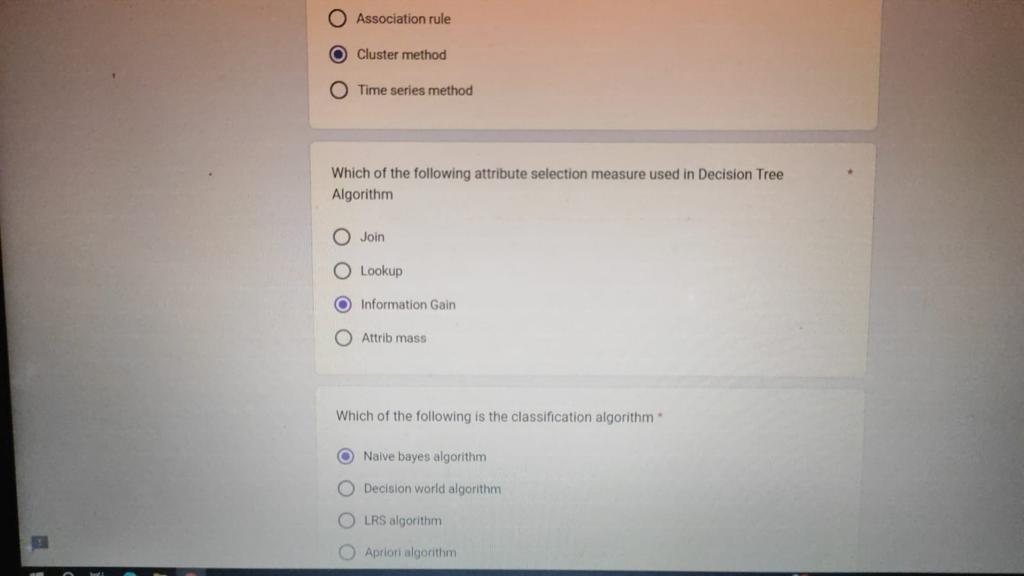 Association rule
Cluster method
Time series method
Which of the following attribute selection measure used in Decision Tree *
Algorithm
Join
Lookup
Information Gain
Attrib mass
Which of the following is the classification algorithm *
Naive bayes algorithm
Decision world algorithm
LRS algorithm
Apriori algorithm